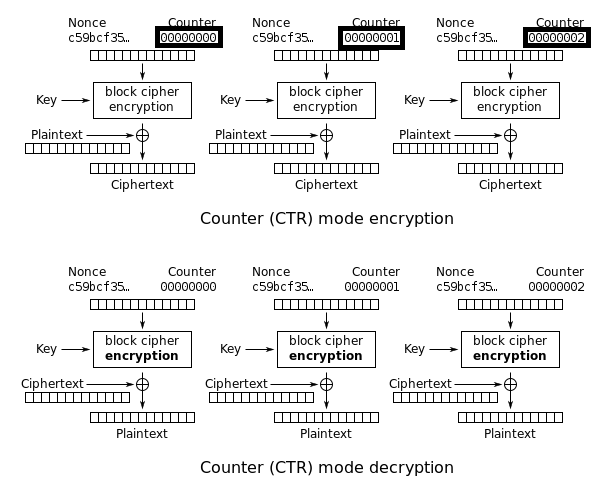 Nonce Counter Nonce Counter Nonce Counter
c59bcf35… 00000000 c59bcf35… 00000001 c59bcf35… 00000002
Key block cipher encryption Key block cipher encryption Key block cipher encryption
Plaintext Plaintext Plaintext
Ciphertext Ciphertext Ciphertext
Counter (CTR) mode encryption
Nonce Counter Nonce Counter Nonce Counter
c59bcf35… 00000000 c59bcf35… 00000001 c59bcf35… 00000002
Key block cipher encryption Key block cipher encryption Key block cipher encryption
Ciphertext Ciphertext Ciphertext
Plaintext Plaintext Plaintext
Counter (CTR) mode decryption